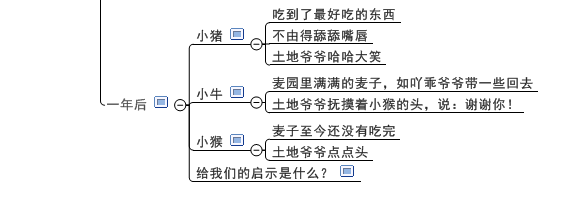 吃到了最好吃的东西
小猪
不由得舔舔嘴唇
土地爷爷哈哈大笑
麦园里满满的麦子，如吖乖爷爷带一些回去
小牛
一年后
土地爷爷抚摸着小猴的头，说：谢谢你！
麦子至今还没有吃完
小猴
土地爷爷点点头
给我们的启示是什么？